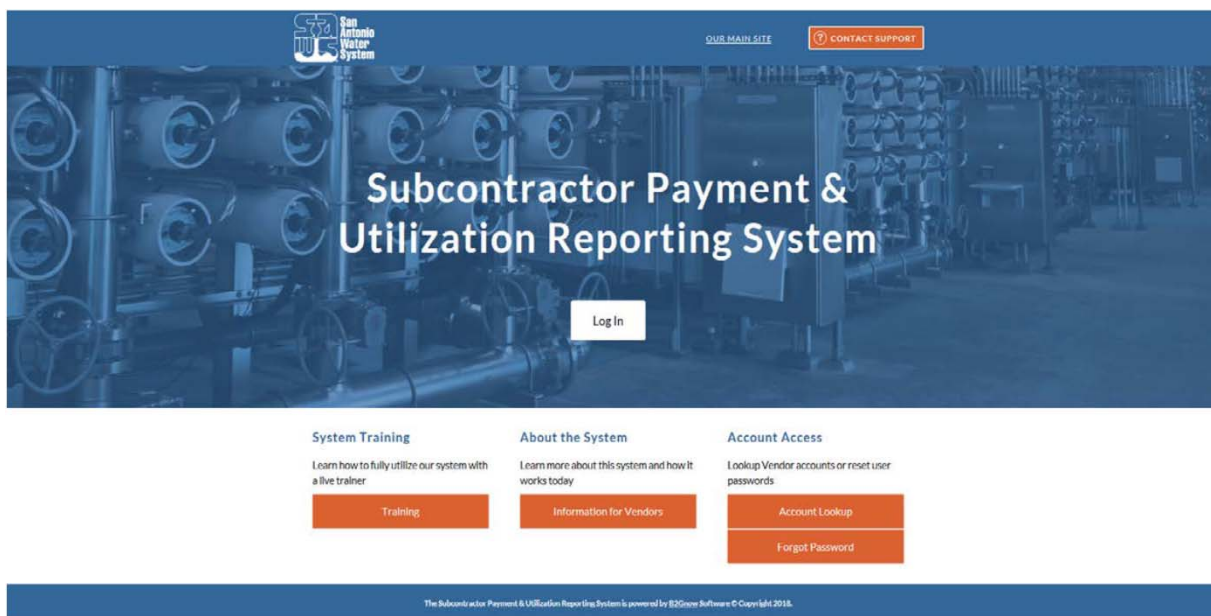 San
Antonio
Water
System
OUR MAIN SITE
? CONTACT SUPPORT
Subcontractor Payment &
Utilization Reporting System
Log In
System Training
Learn how to fully utilize our system with
a live trainer
Training
About the System
Learn more about this system and how it
works today
Information for Vendors
Account Access
Lookup Vendor accounts or reset user
passwords
Account Lookup
Forgot Password
The Subcontractor Payment & Utilization Reporting System is powered by B2Gnow Software © Copyright 2018.